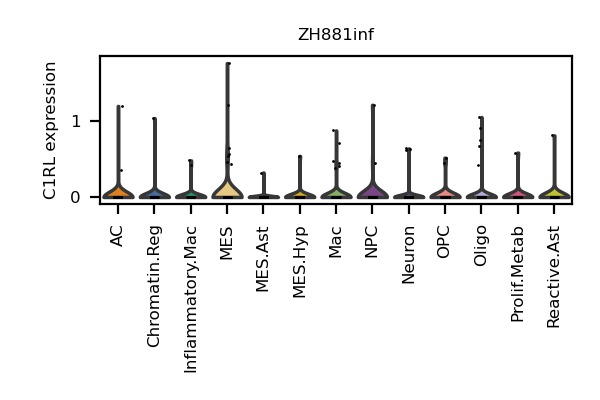 ZH881inf
C1RL expression
1
0
AC
Chromatin.Reg
Inflammatory.Mac
MES
MES.Ast
MES.Hyp
Mac
NPC
Neuron
OPC
Oligo
Prolif.Metab
Reactive.Ast